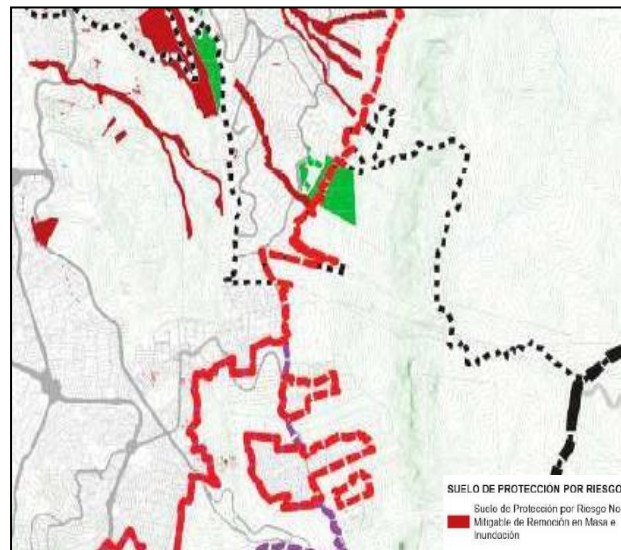 SUELO DE PROTECCIÓN POR RIESGO
Suelo de Protección por Riesgo No
Mitigable de Remoción en Masa e
Inundación